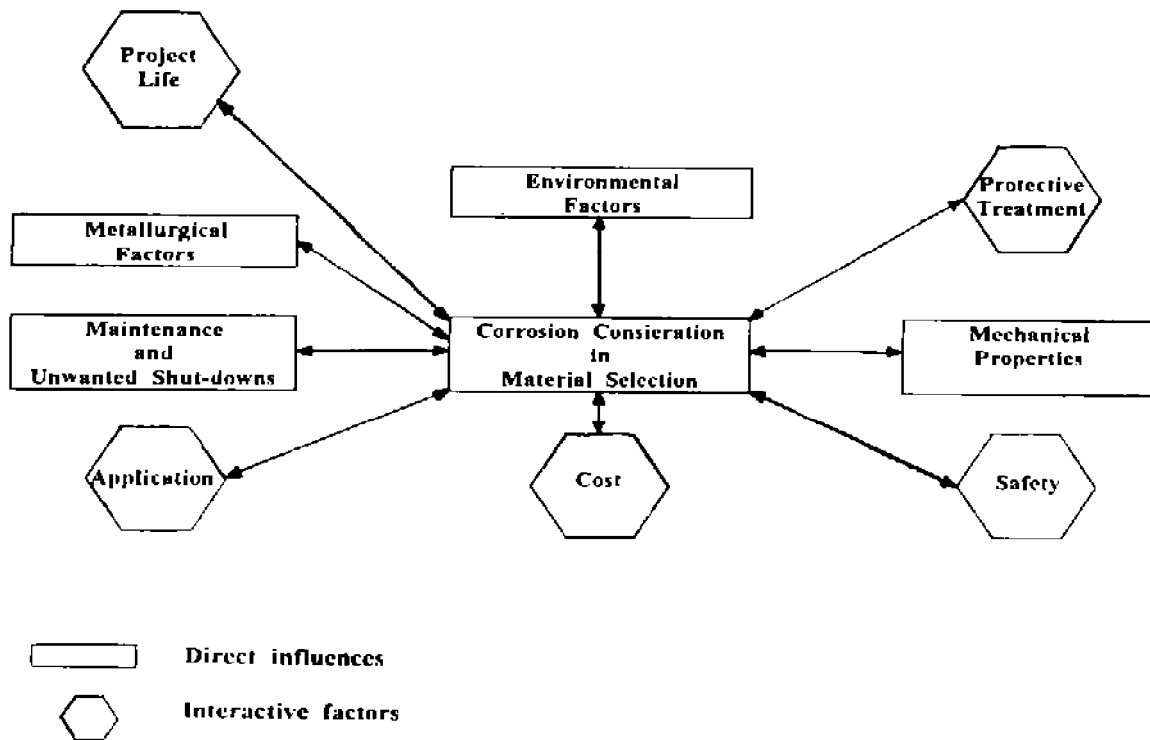 Project
Life
Environmental
Factors
Protective
Treatment
Metallurgical
Factors
Maintenance
and
Unwanted Shut-downs
Corrosion Consieration
in
Material Selection
Mechanical
Properties
Application
Cost
Safety
Direct influences
Interactive factors